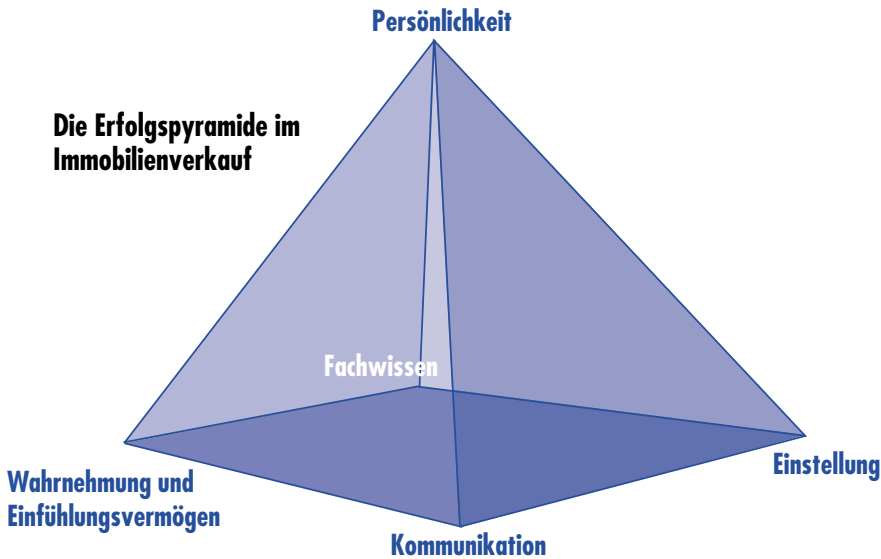 Persönlichkeit
Die Erfolgspyramide im
Immobilienverkauf
Fachwissen
Einstellung
Wahrnehmung und
Einfühlungsvermögen
Kommunikation